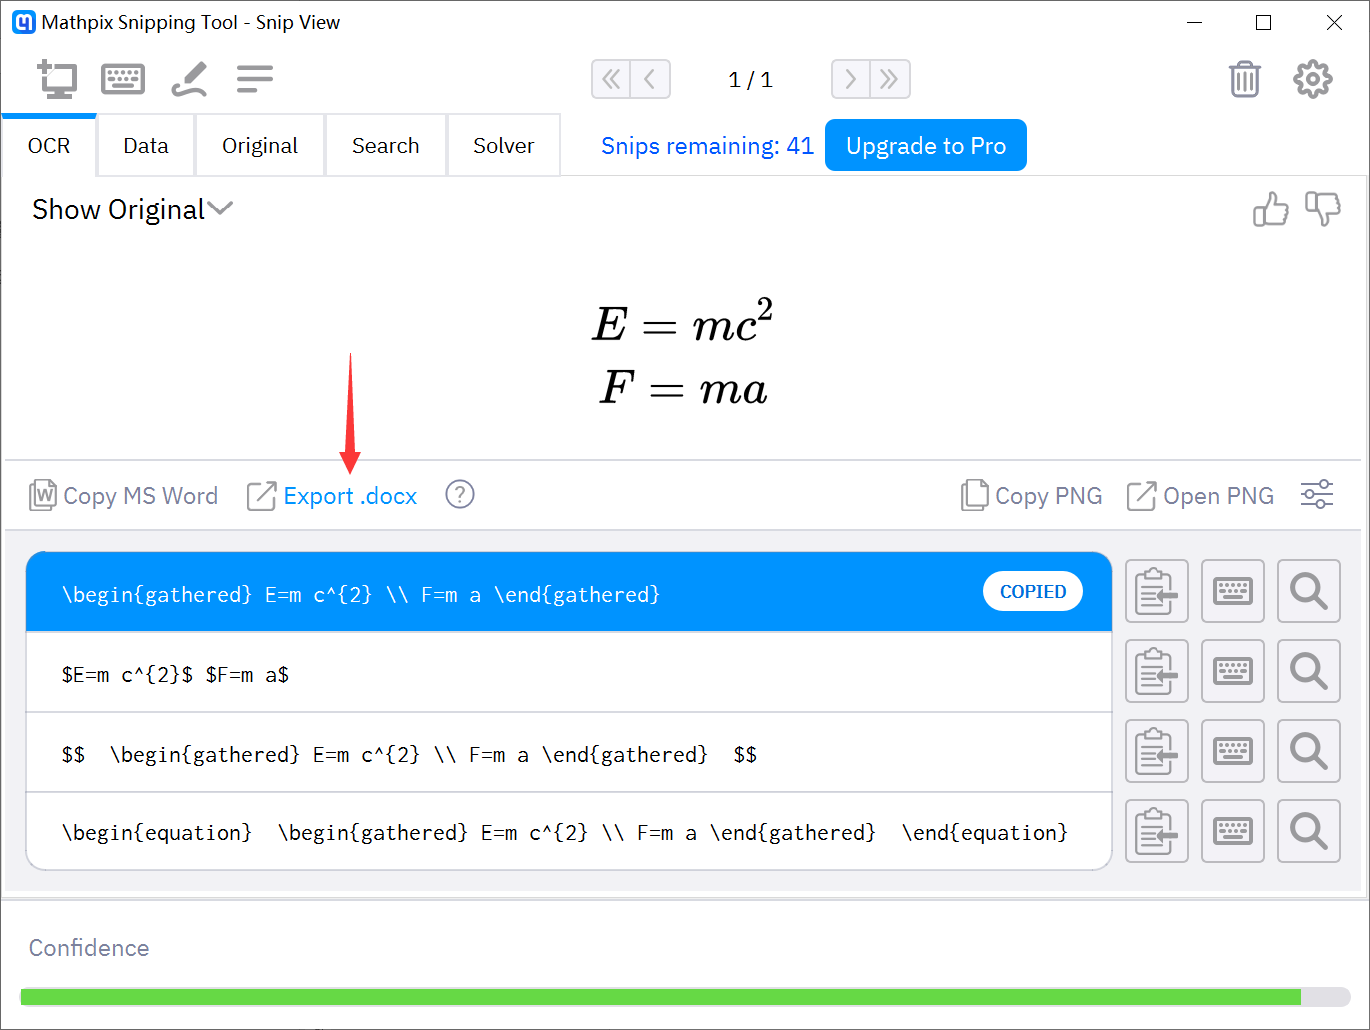 Mathpix Snipping Tool - Snip View
1 / 1
OCR Data Original Search Solver Snips remaining: 41 Upgrade to Pro
Show Original
E = mc²
F = ma
Copy MS Word Export .docx ? Copy PNG Open PNG
\begin{gathered} E=m c^{2} \\ F=m a \end{gathered} COPIED
$E=m c^{2}$ $F=m a$
$$ \begin{gathered} E=m c^{2} \\ F=m a \end{gathered} $$
\begin{equation} \begin{gathered} E=m c^{2} \\ F=m a \end{gathered} \end{equation}
Confidence